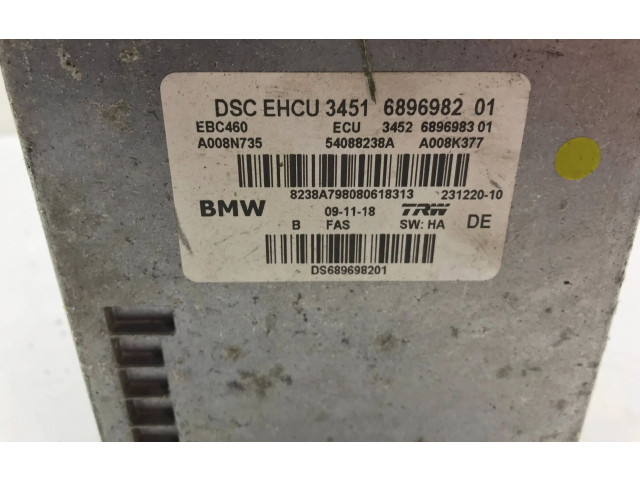 DSC EHCU 3451 6896982 01
EBC460 ECU 3452 6896983 01
A008N735 54088238A A008K377
8238A798080618313 231220-10
BMW 09-11-18 TRW DE
B FAS SW: HA
DS689698201